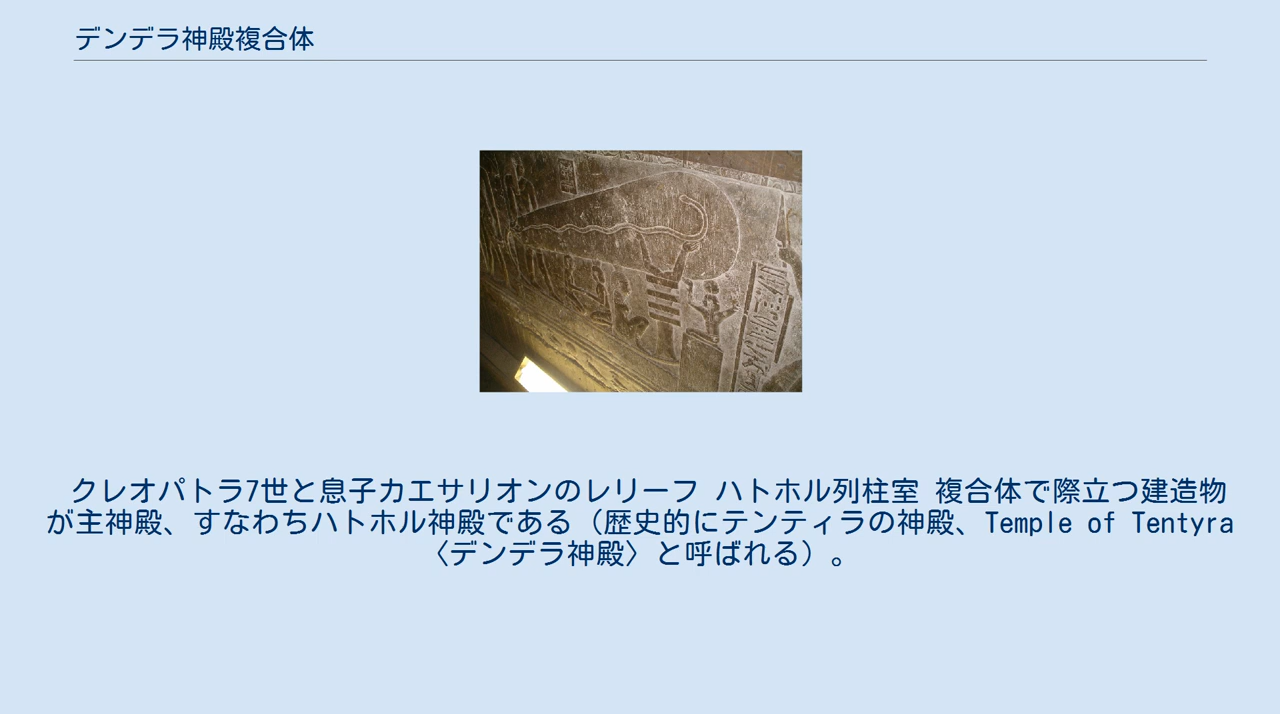 デンデラ神殿複合体
クレオパトラ7世と息子カエサリオンのレリーフ ハトホル列柱室 複合体で際立つ建造物
が主神殿、すなわちハトホル神殿である（歴史的にテンティラの神殿、Temple of Tentyra
〈デンデラ神殿〉と呼ばれる）。